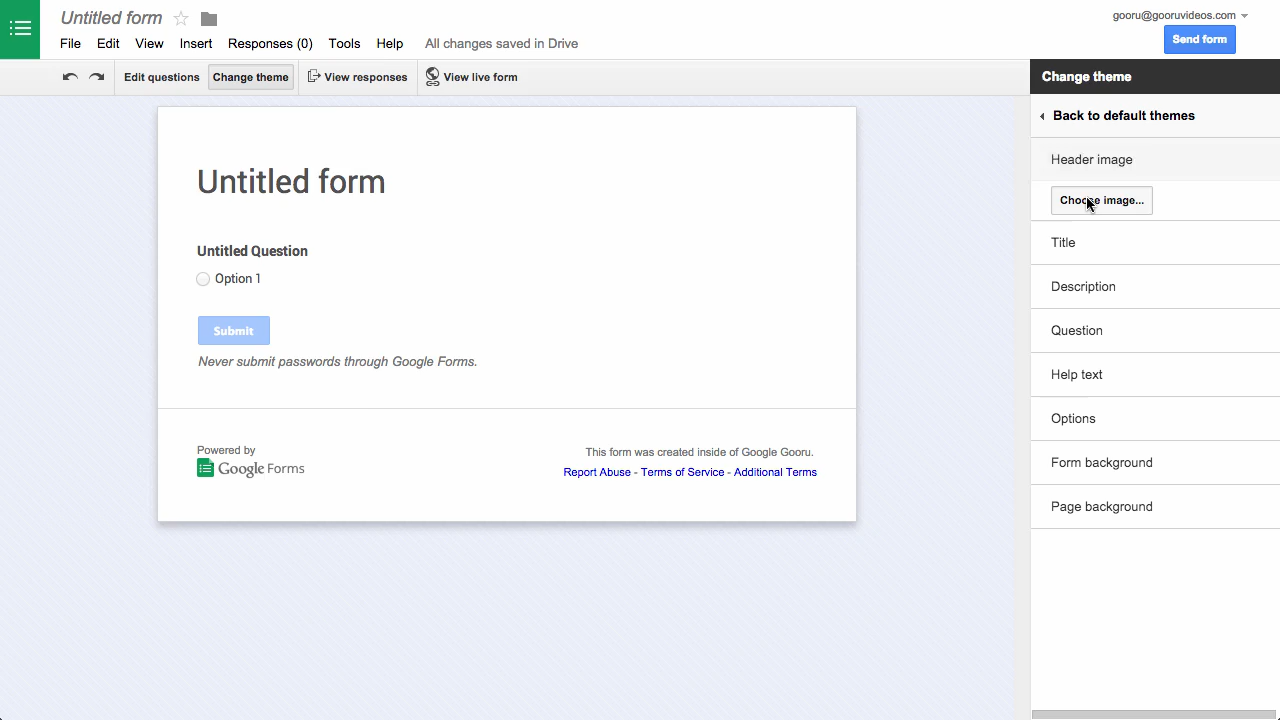 Untitled form
gooru@gooruvideos.com
File Edit View Insert Responses (0) Tools Help All changes saved in Drive
Send form
Edit questions Change theme View responses View live form
Change theme
Back to default themes
Header image
Choose image...
Title
Description
Question
Help text
Options
Form background
Page background
Untitled form
Untitled Question
Option 1
Submit
Never submit passwords through Google Forms.
Powered by
Google Forms
This form was created inside of Google Gooru.
Report Abuse - Terms of Service - Additional Terms